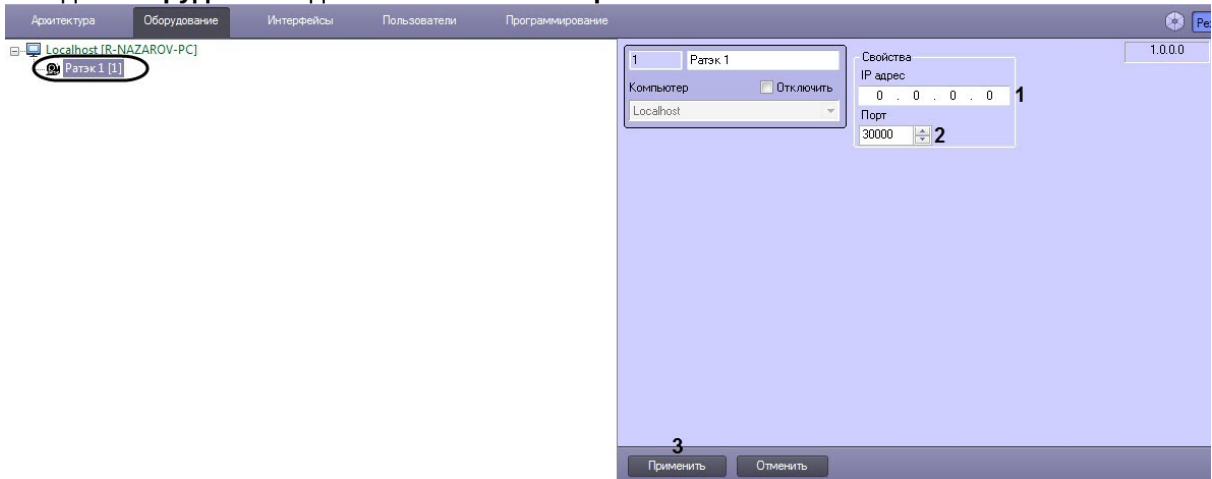 Архитектура Оборудование Интерфейсы Пользователи Программирование
Localhost [R-NAZAROV-PC]
Ратэк 1 [1]
1 Ратэк 1
Компьютер Отключить
Localhost
Свойства
IP адрес
0 . 0 . 0 . 0 1
Порт
30000 2
1.0.0.0
3
Применить Отменить